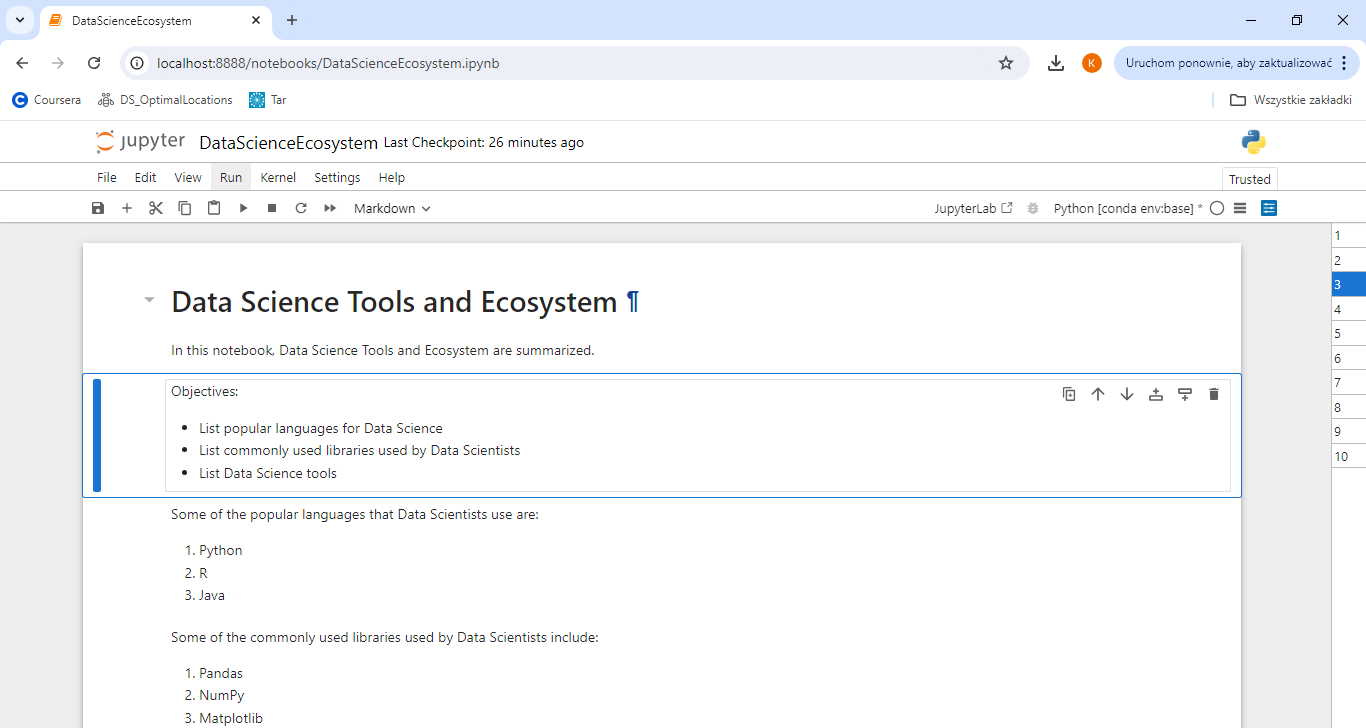 DataScienceEcosystem
localhost:8888/notebooks/DataScienceEcosystem.ipynb
K
Uruchom ponownie, aby zaktualizować
Coursera
DS_OptimalLocations
Tar
Wszystkie zakładki
jupyter DataScienceEcosystem Last Checkpoint: 26 minutes ago
File Edit View Run Kernel Settings Help
Trusted
Markdown
JupyterLab
Python [conda env:base] *
Data Science Tools and Ecosystem ¶
In this notebook, Data Science Tools and Ecosystem are summarized.
Objectives:
• List popular languages for Data Science
• List commonly used libraries used by Data Scientists
• List Data Science tools
Some of the popular languages that Data Scientists use are:
1. Python
2. R
3. Java
Some of the commonly used libraries used by Data Scientists include:
1. Pandas
2. NumPy
3. Matplotlib
1
2
3
4
5
6
7
8
9
10